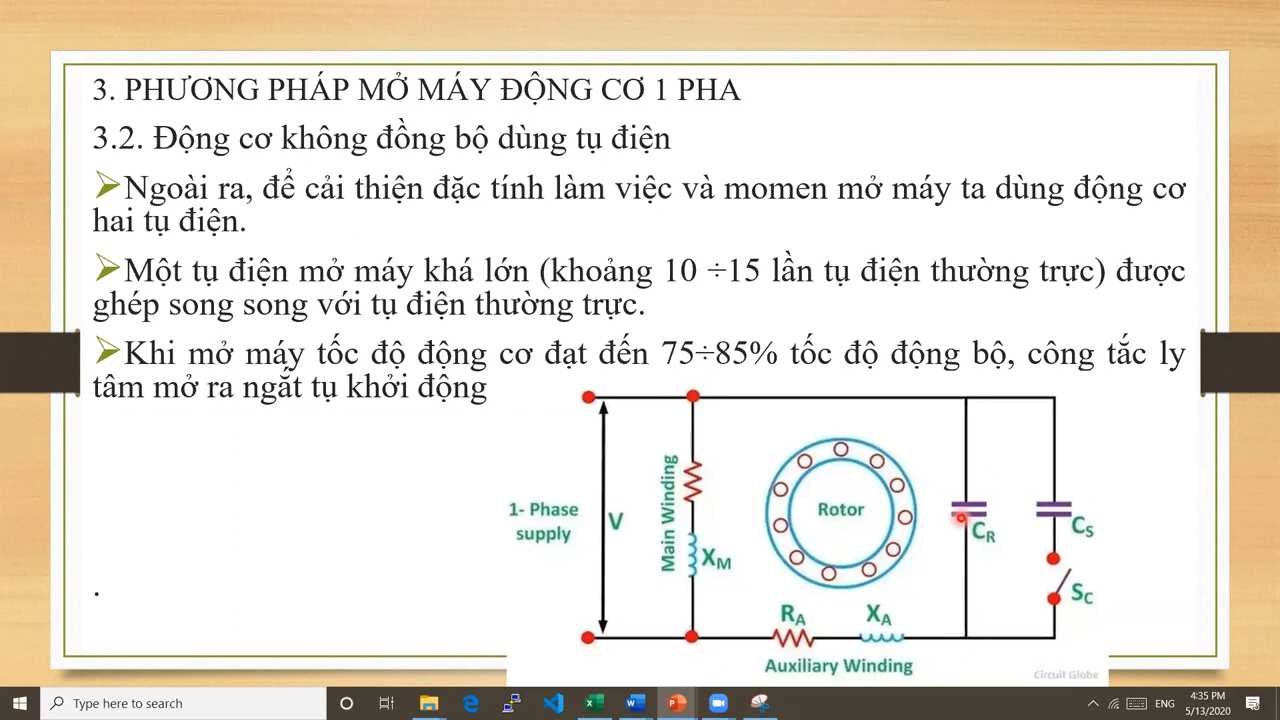 3. PHƯƠNG PHÁP MỞ MÁY ĐỘNG CƠ 1 PHA
3.2. Động cơ không đồng bộ dùng tụ điện
Ngoài ra, để cải thiện đặc tính làm việc và momen mở máy ta dùng động cơ
hai tụ điện.
Một tụ điện mở máy khá lớn (khoảng 10 ÷15 lần tụ điện thường trực) được
ghép song song với tụ điện thường trực.
Khi mở máy tốc độ động cơ đạt đến 75÷85% tốc độ động bộ, công tắc ly
tâm mở ra ngắt tụ khởi động
.
1- Phase
supply
V
Main Winding
XM
Rotor
CR
CS
SC
RA
XA
Auxiliary Winding
Circuit Globe
Type here to search
ENG
4:35 PM
5/13/2020